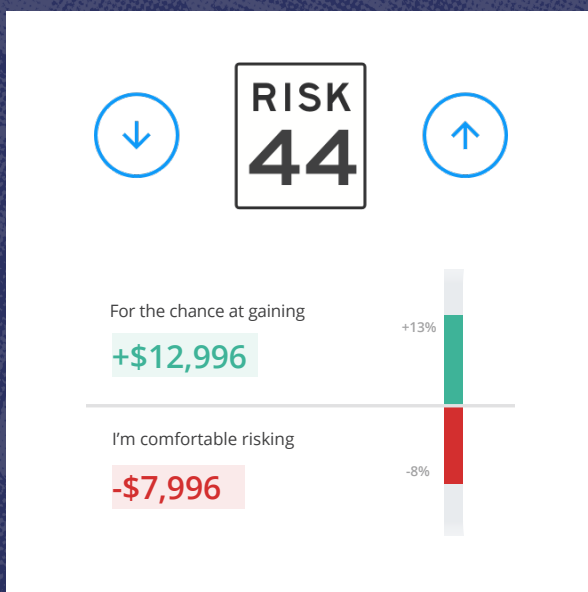 RISK
44
For the chance at gaining
+13%
+$12,996
I'm comfortable risking
-8%
-$7,996